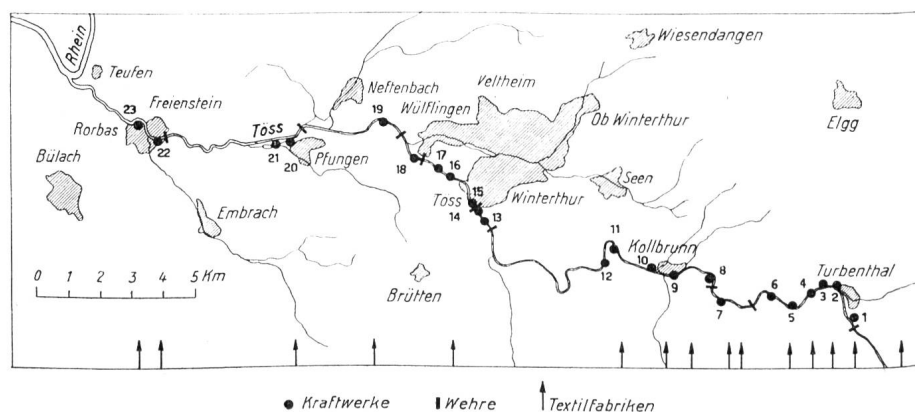 Rhein
Wiesendangen
Teufen
Neftenbach
Veltheim
Freienstein
Wülflingen
Elgg
23
19
Rorbas
Töss
Ob Winterthur
Bülach
22
21
20
Pfungen
18
17
16
Seen
15
Töss
14
13
Winterthur
Embrach
11
Kollbrunn
12
10
9
8
Turbenthal
0 1 2 3 4 5 Km
Brütten
7
6
5
4
3
2
1
Kraftwerke
Wehre
Textilfabriken